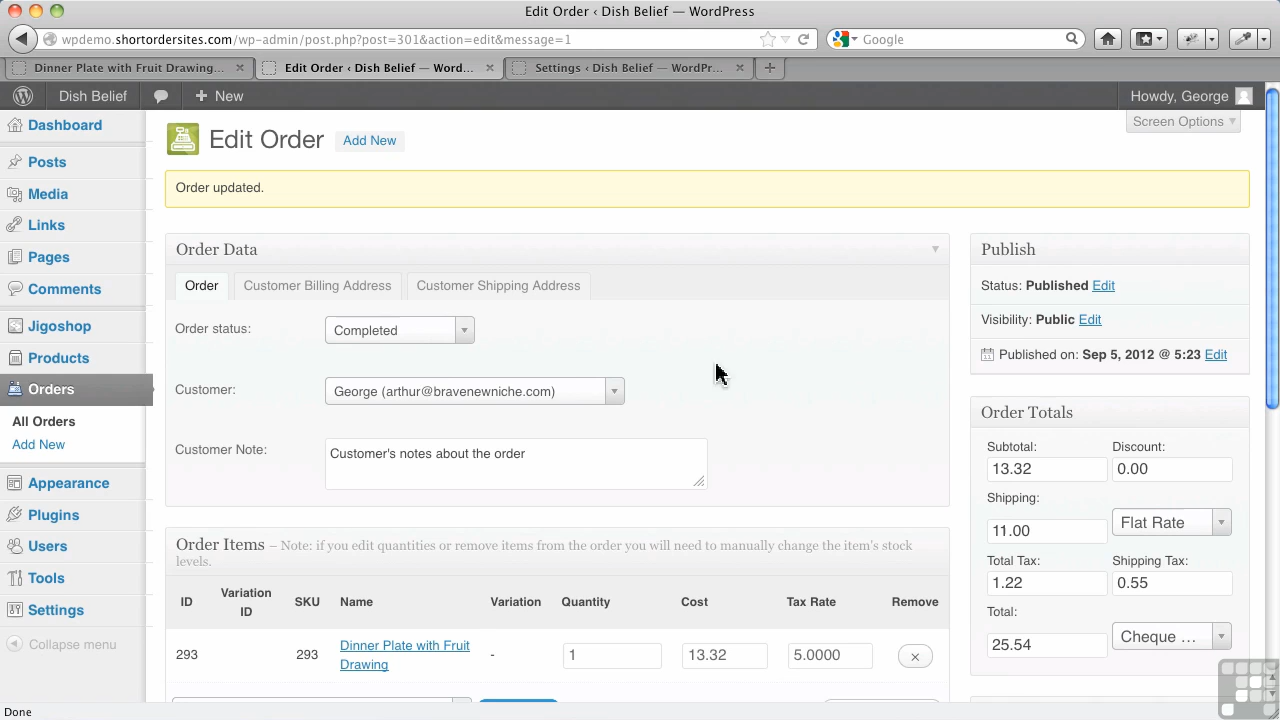 Edit Order ‹ Dish Belief — WordPress
wpdemo.shortordersites.com/wp-admin/post.php?post=301&action=edit&message=1
Google
Dinner Plate with Fruit Drawing...
Edit Order ‹ Dish Belief — Word...
Settings ‹ Dish Belief — WordPr...
Dish Belief
+ New
Howdy, George
Dashboard
Posts
Media
Links
Pages
Comments
Jigoshop
Products
Orders
All Orders
Add New
Appearance
Plugins
Users
Tools
Settings
Collapse menu
Screen Options
Edit Order Add New
Order updated.
Order Data
Order Customer Billing Address Customer Shipping Address
Order status: Completed
Customer: George (arthur@bravenewniche.com)
Customer Note: Customer's notes about the order
Order Items – Note: if you edit quantities or remove items from the order you will need to manually change the item's stock
levels.
ID Variation ID SKU Name Variation Quantity Cost Tax Rate Remove
293 293 Dinner Plate with Fruit Drawing - 1 13.32 5.0000 x
Publish
Status: Published Edit
Visibility: Public Edit
Published on: Sep 5, 2012 @ 5:23 Edit
Order Totals
Subtotal: Discount:
13.32 0.00
Shipping:
11.00 Flat Rate
Total Tax: Shipping Tax:
1.22 0.55
Total:
25.54 Cheque ...
Done